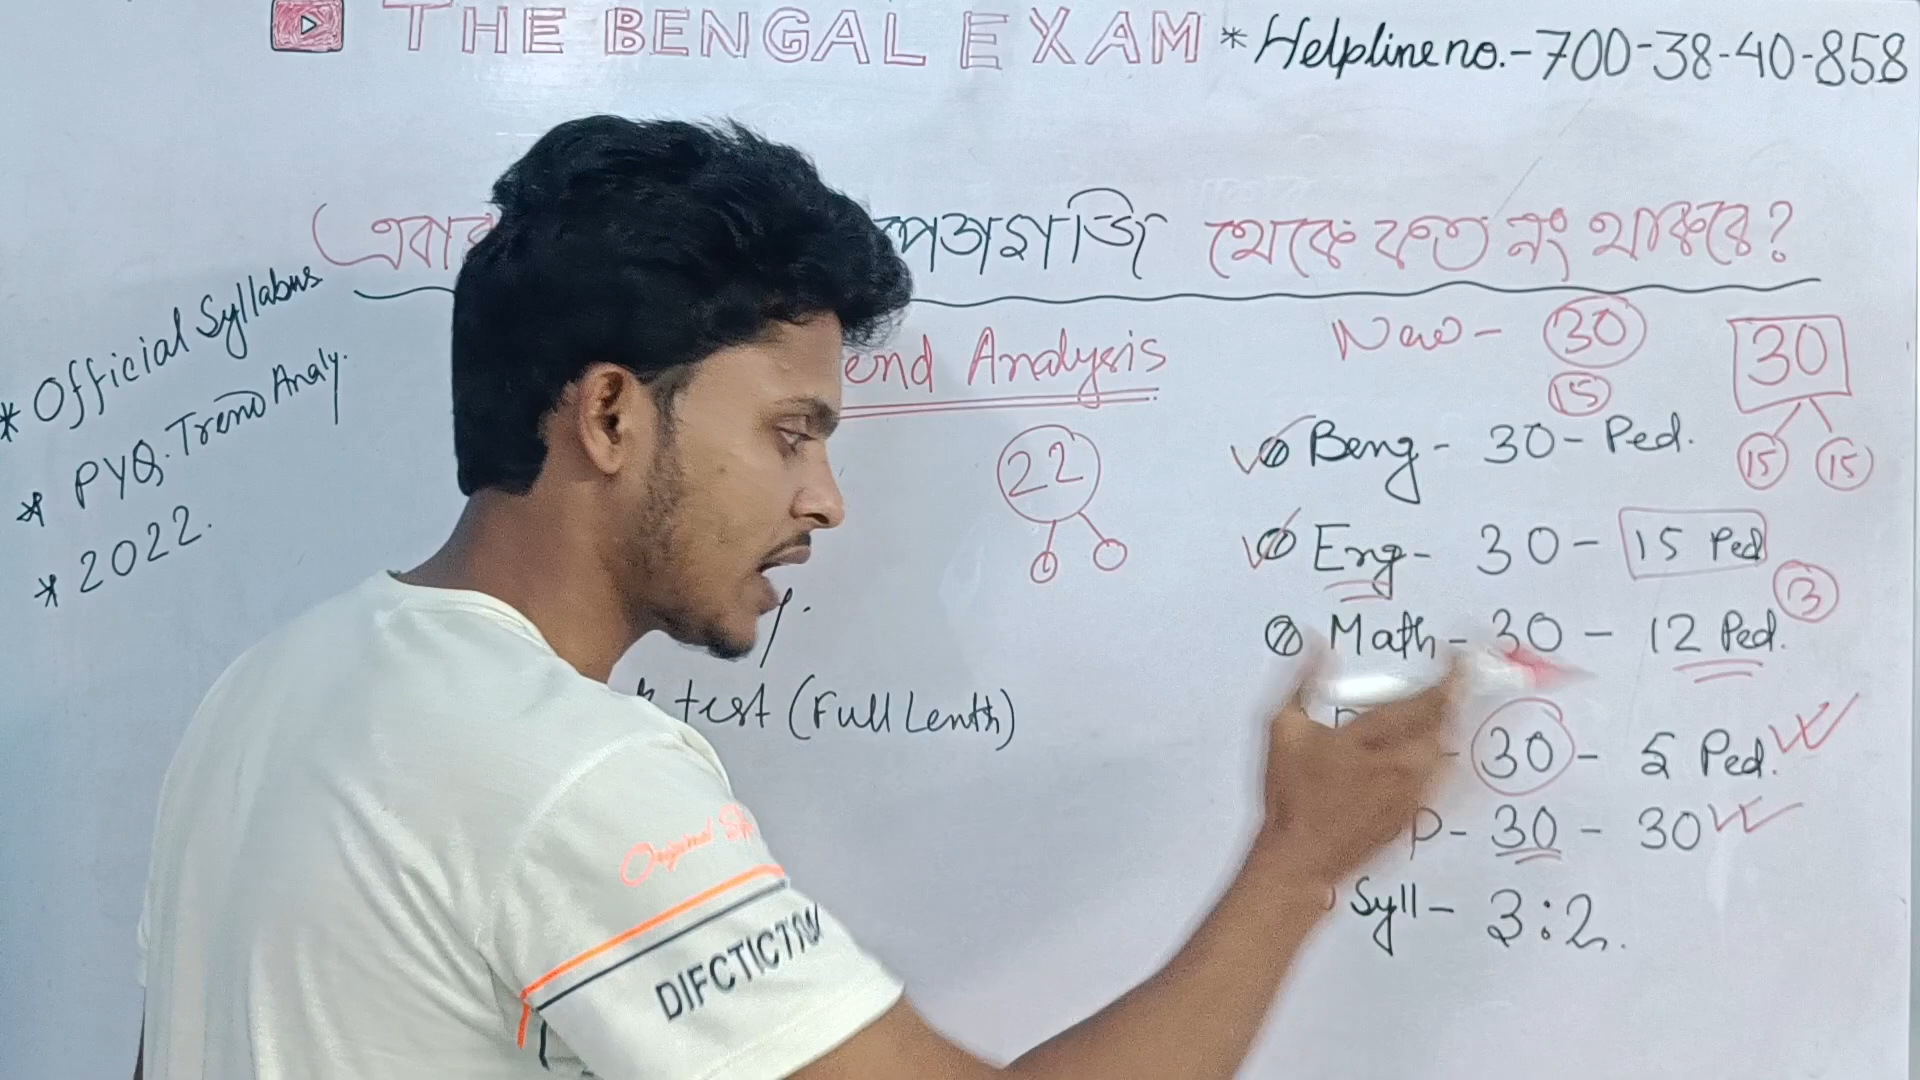 THE BENGAL EXAM * Helpline no.-700-38-40-858
পেডাগজি থেকে কত নং থাকবে?
* Official Syllabus
* PYQ. Trend Analy.
* 2022.
end Analysis
22
test (Full Lenth)
New - 30
15
30
15 15
Beng - 30 - Ped.
Eng - 30 - 15 Ped
Math - 30 - 12 Ped.
3
- 30 - 5 Ped.
P - 30 - 30
Syll - 3:2.
Original
DIFCTICTION